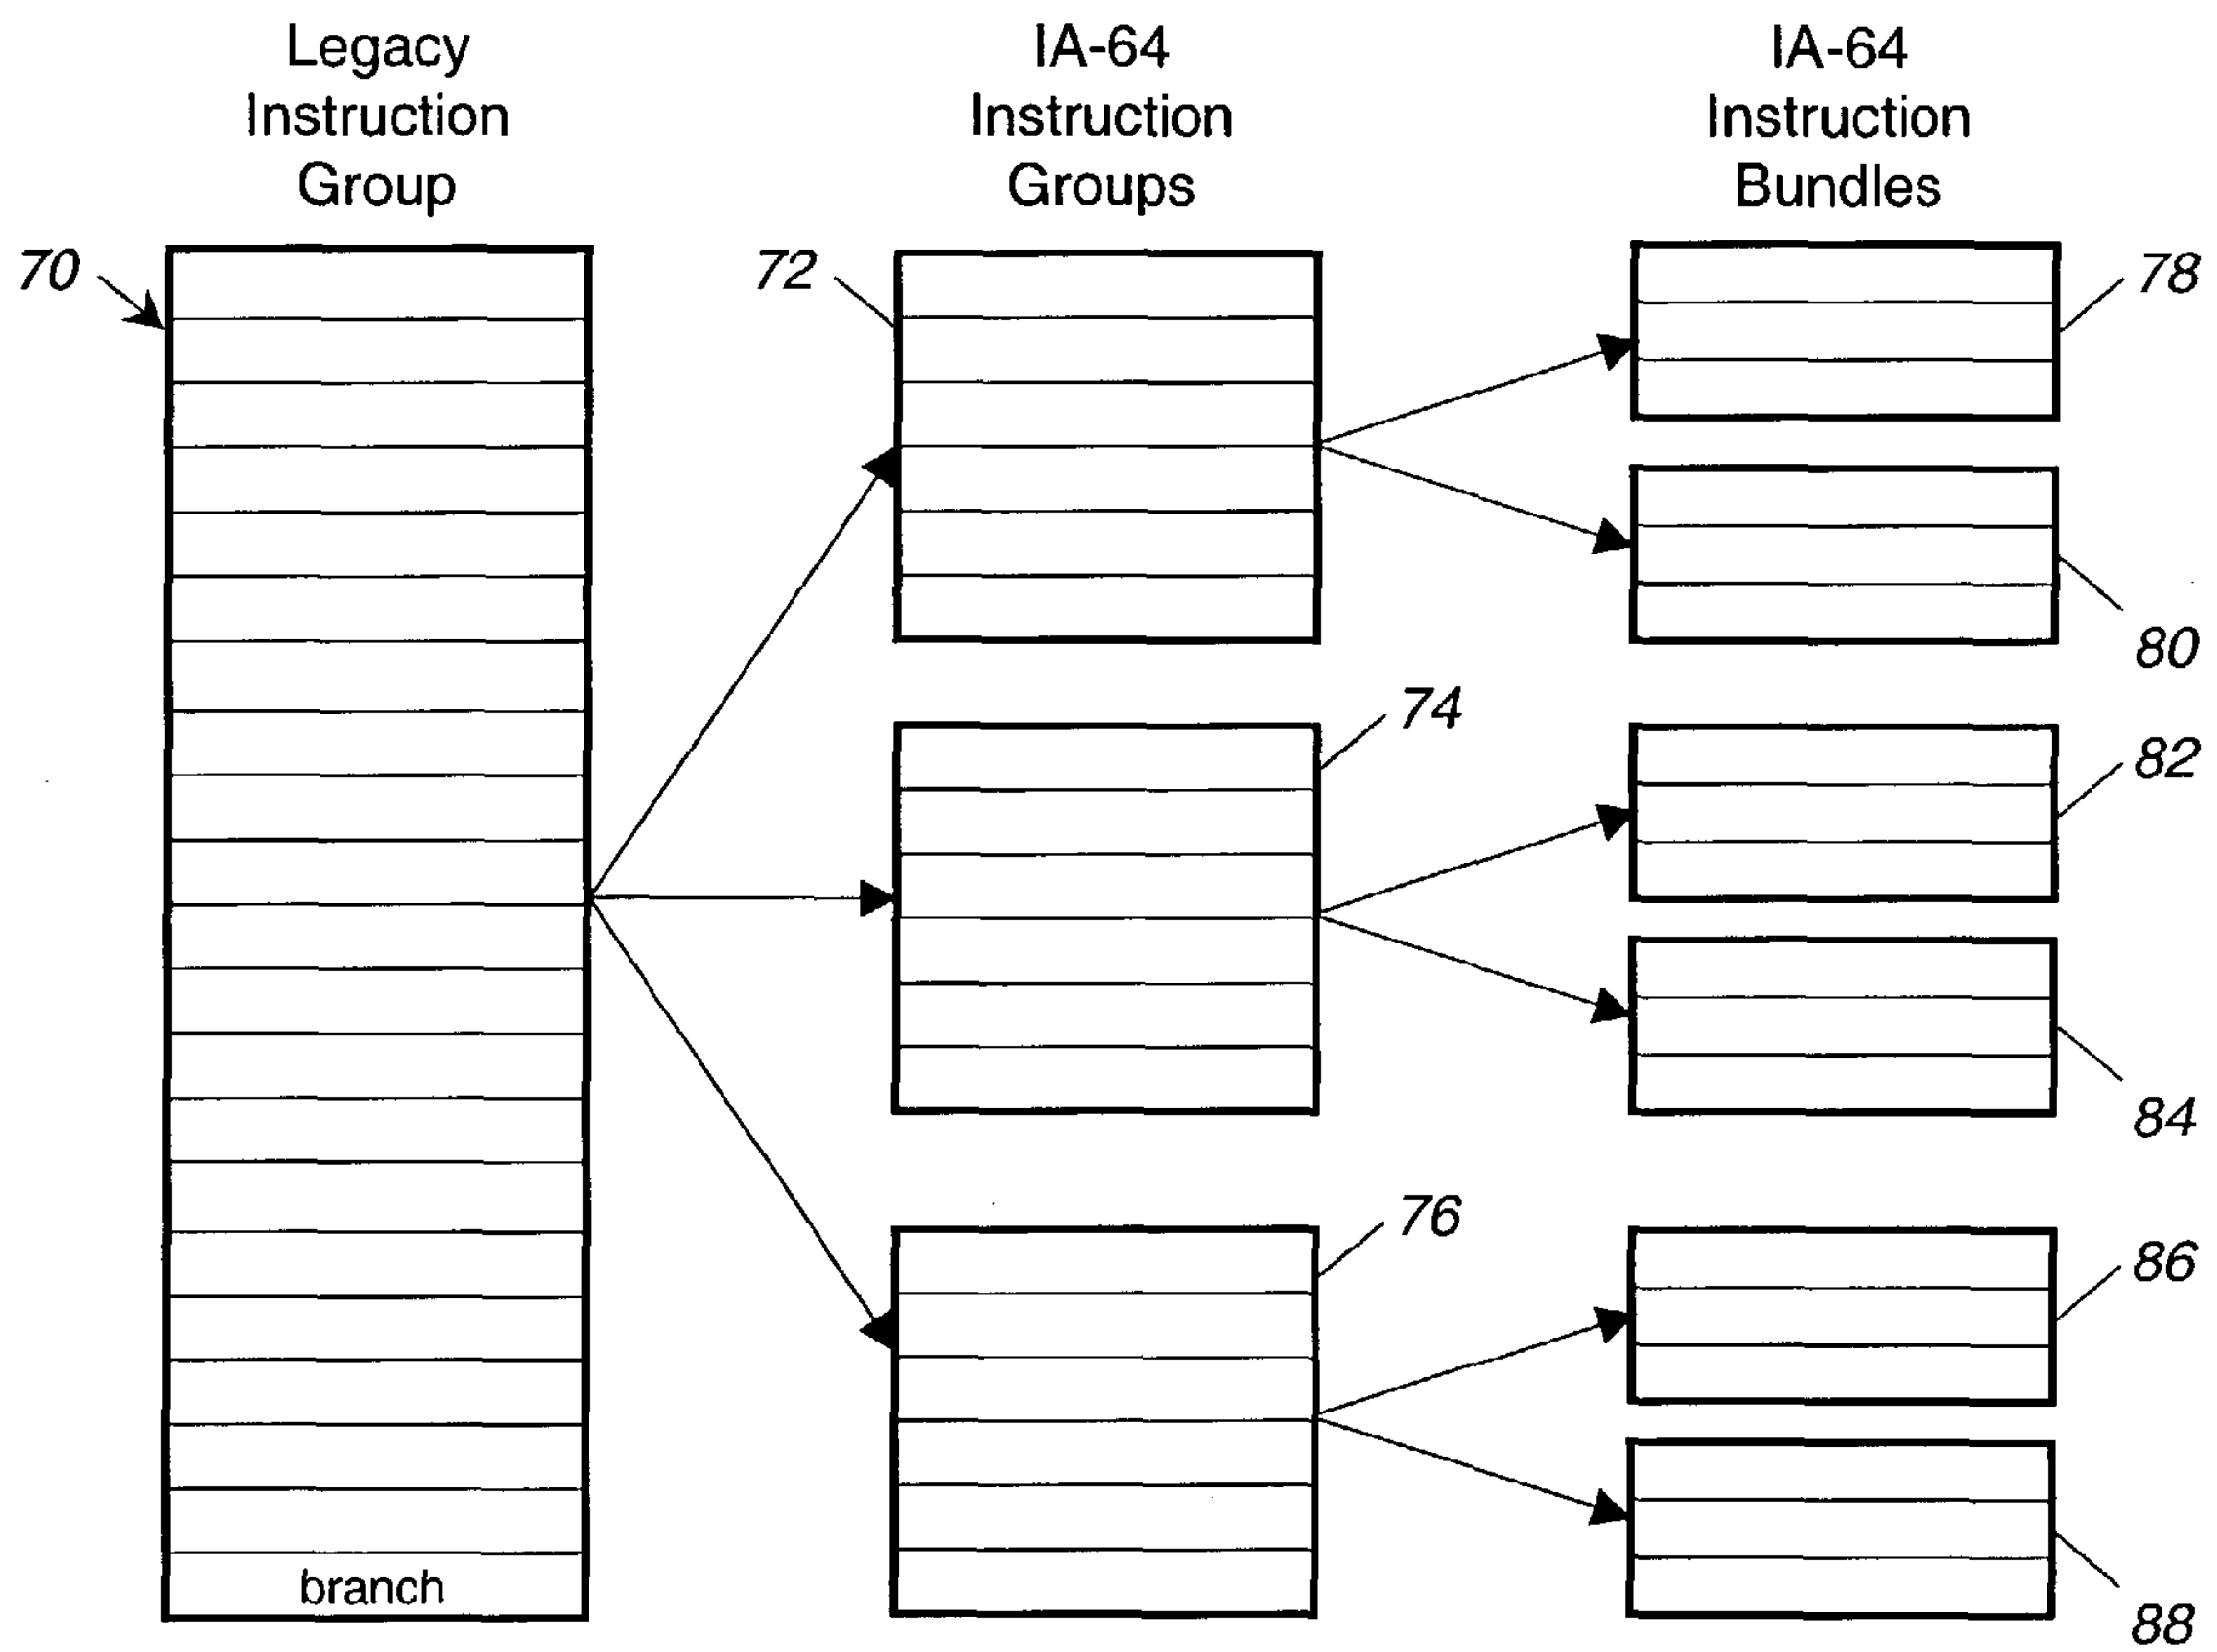 Legacy
Instruction
Group
IA-64
Instruction
Groups
IA-64
Instruction
Bundles
70
72
78
80
74
82
84
76
86
88
branch